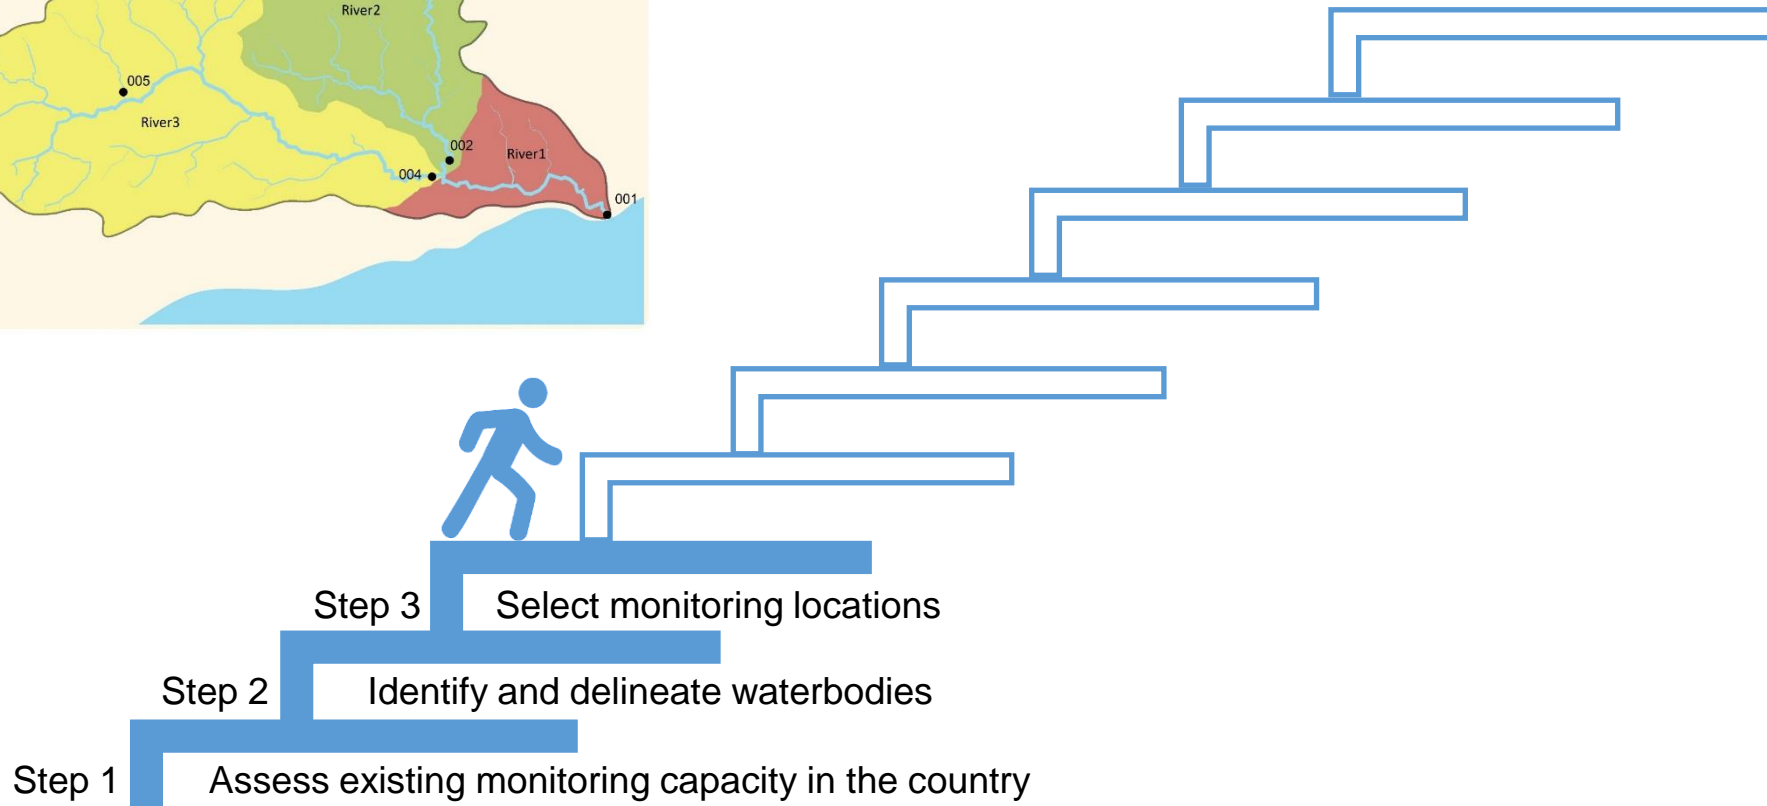 River2
005
River3
002
River1
004
001
Step 3 Select monitoring locations
Step 2 Identify and delineate waterbodies
Step 1 Assess existing monitoring capacity in the country